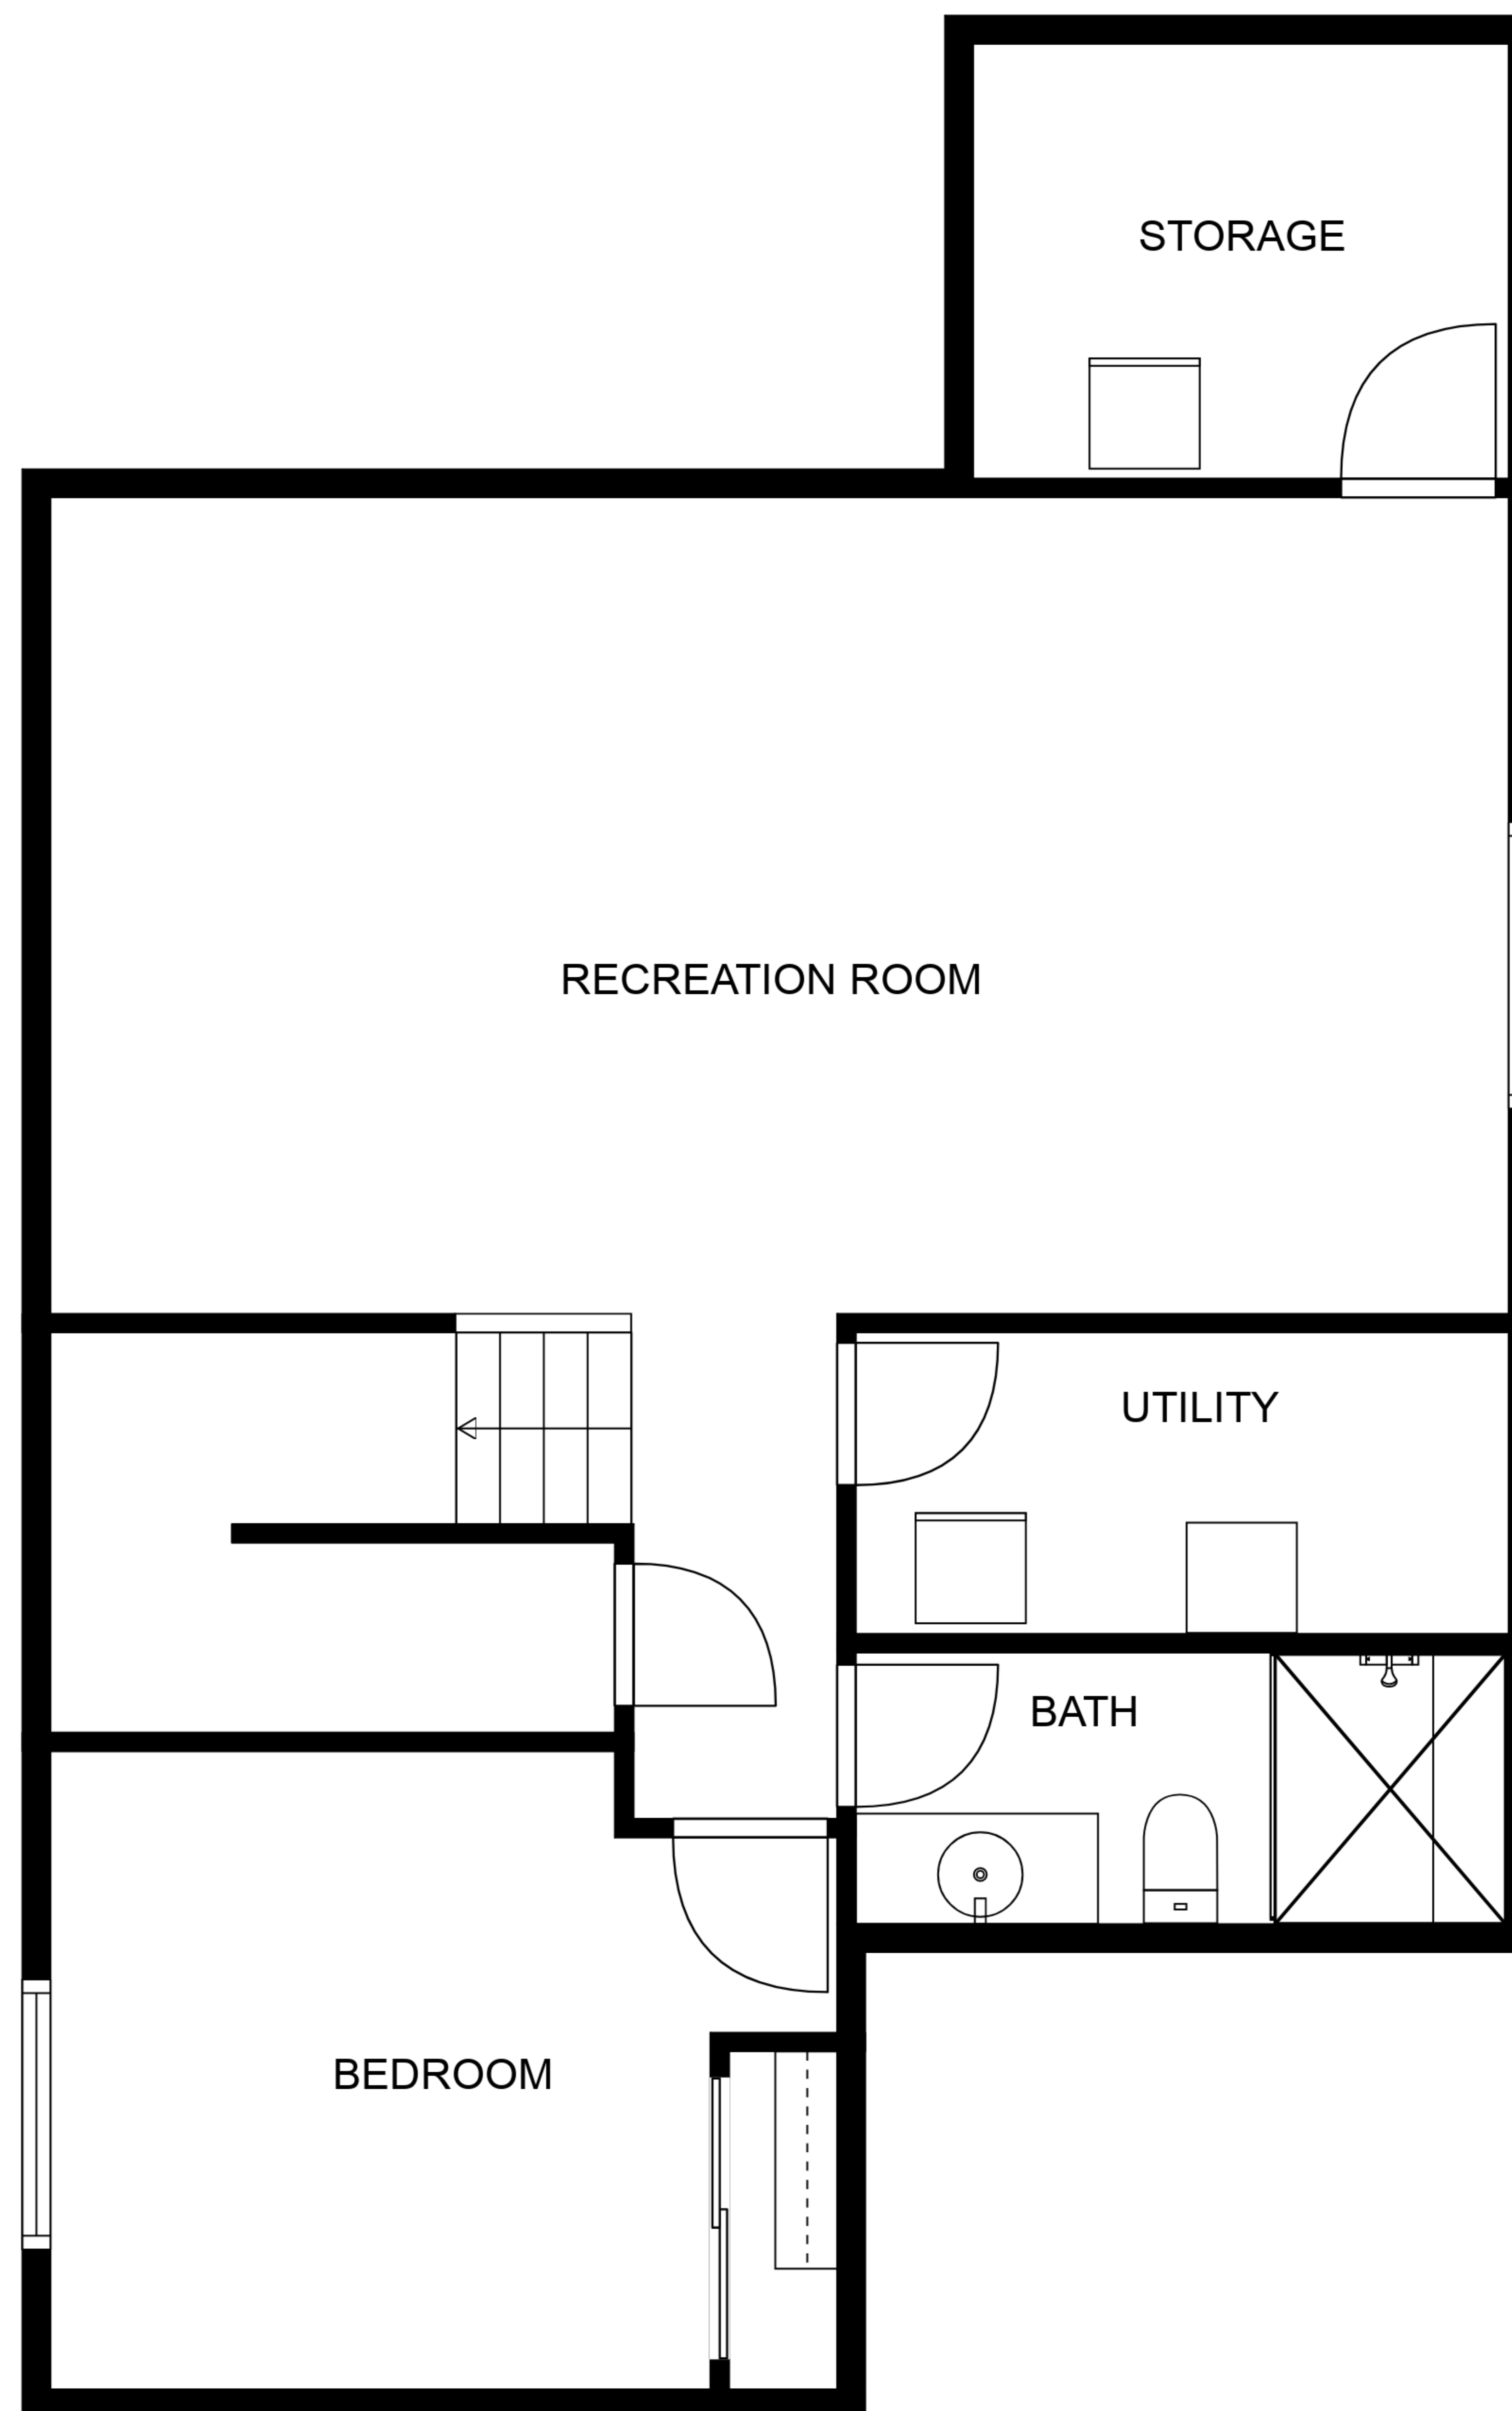 STORAGE
RECREATION ROOM
UTILITY
BATH
BEDROOM